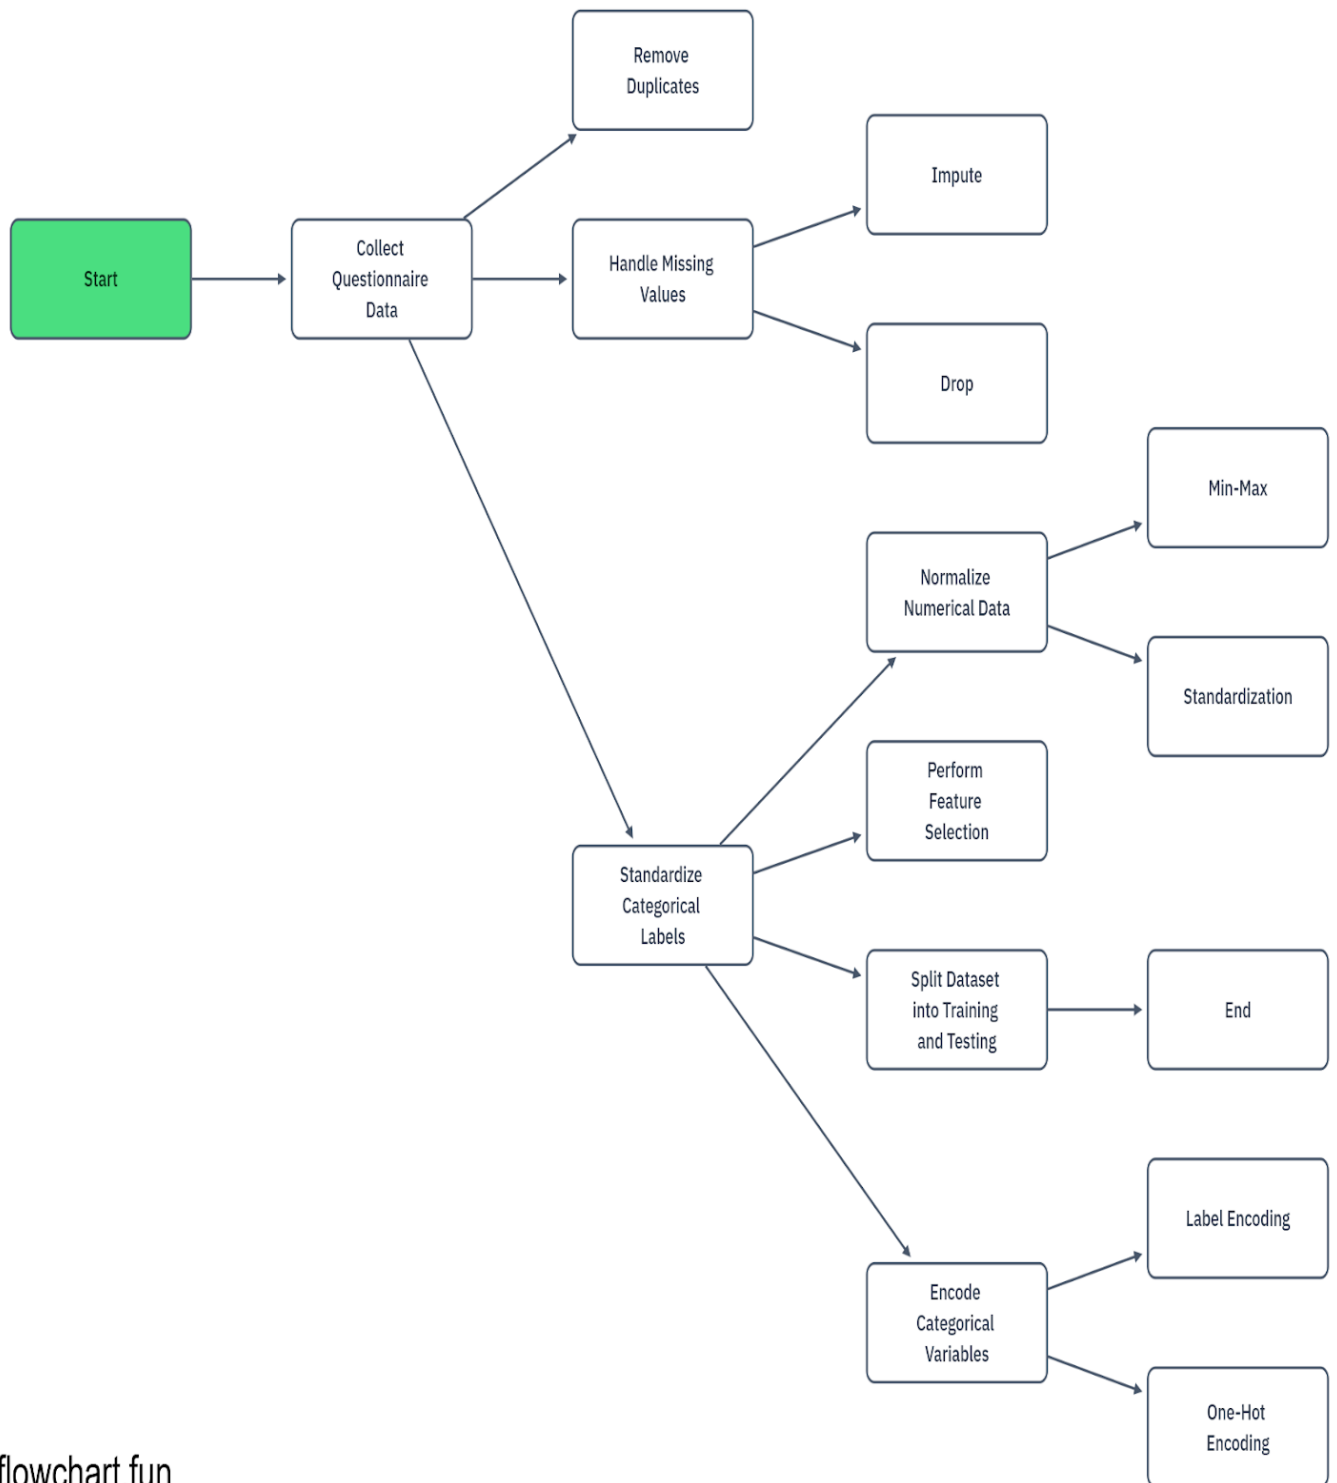 Remove
Duplicates
Impute
Start
Collect
Questionnaire
Data
Handle Missing
Values
Drop
Min-Max
Normalize
Numerical Data
Standardization
Perform
Feature
Selection
Standardize
Categorical
Labels
Split Dataset
into Training
and Testing
End
Label Encoding
Encode
Categorical
Variables
One-Hot
Encoding
flowchart fun